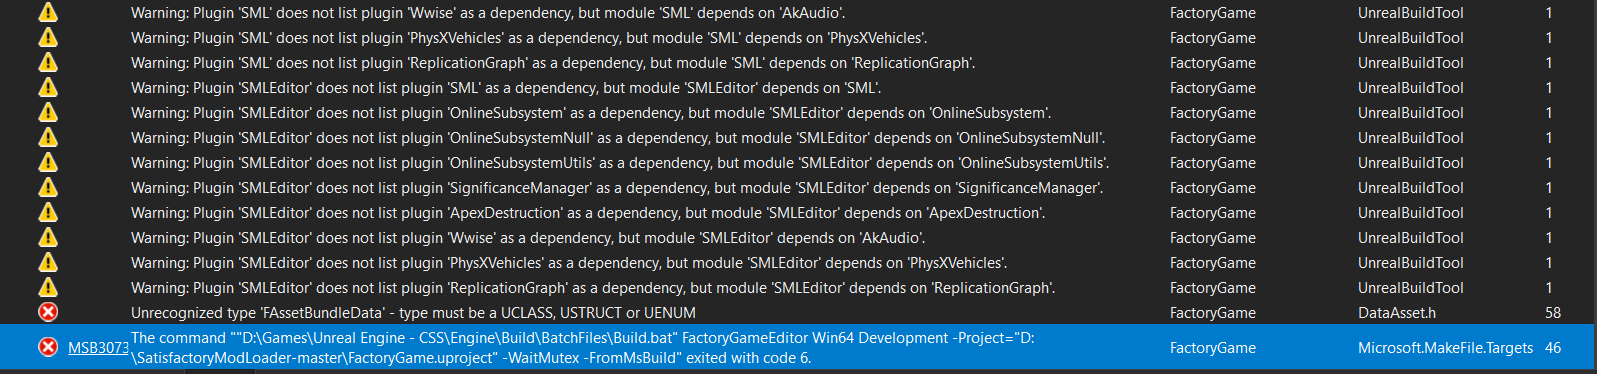 Warning: Plugin 'SML' does not list plugin 'Wwise' as a dependency, but module 'SML' depends on 'AkAudio'. FactoryGame UnrealBuildTool 1
Warning: Plugin 'SML' does not list plugin 'PhysXVehicles' as a dependency, but module 'SML' depends on 'PhysXVehicles'. FactoryGame UnrealBuildTool 1
Warning: Plugin 'SML' does not list plugin 'ReplicationGraph' as a dependency, but module 'SML' depends on 'ReplicationGraph'. FactoryGame UnrealBuildTool 1
Warning: Plugin 'SMLEditor' does not list plugin 'SML' as a dependency, but module 'SMLEditor' depends on 'SML'. FactoryGame UnrealBuildTool 1
Warning: Plugin 'SMLEditor' does not list plugin 'OnlineSubsystem' as a dependency, but module 'SMLEditor' depends on 'OnlineSubsystem'. FactoryGame UnrealBuildTool 1
Warning: Plugin 'SMLEditor' does not list plugin 'OnlineSubsystemNull' as a dependency, but module 'SMLEditor' depends on 'OnlineSubsystemNull'. FactoryGame UnrealBuildTool 1
Warning: Plugin 'SMLEditor' does not list plugin 'OnlineSubsystemUtils' as a dependency, but module 'SMLEditor' depends on 'OnlineSubsystemUtils'. FactoryGame UnrealBuildTool 1
Warning: Plugin 'SMLEditor' does not list plugin 'SignificanceManager' as a dependency, but module 'SMLEditor' depends on 'SignificanceManager'. FactoryGame UnrealBuildTool 1
Warning: Plugin 'SMLEditor' does not list plugin 'ApexDestruction' as a dependency, but module 'SMLEditor' depends on 'ApexDestruction'. FactoryGame UnrealBuildTool 1
Warning: Plugin 'SMLEditor' does not list plugin 'Wwise' as a dependency, but module 'SMLEditor' depends on 'AkAudio'. FactoryGame UnrealBuildTool 1
Warning: Plugin 'SMLEditor' does not list plugin 'PhysXVehicles' as a dependency, but module 'SMLEditor' depends on 'PhysXVehicles'. FactoryGame UnrealBuildTool 1
Warning: Plugin 'SMLEditor' does not list plugin 'ReplicationGraph' as a dependency, but module 'SMLEditor' depends on 'ReplicationGraph'. FactoryGame UnrealBuildTool 1
Unrecognized type 'FAssetBundleData' - type must be a UCLASS, USTRUCT or UENUM FactoryGame DataAsset.h 58
The command ""D:\Games\Unreal Engine - CSS\Engine\Build\BatchFiles\Build.bat" FactoryGameEditor Win64 Development -Project="D:
MSB3073 FactoryGame Microsoft.MakeFile.Targets 46
\SatisfactoryModLoader-master\FactoryGame.uproject" -WaitMutex -FromMsBuild" exited with code 6.